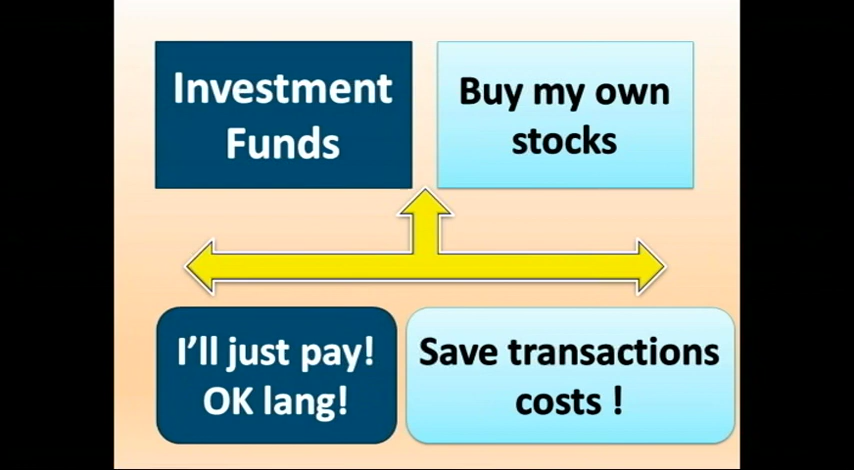 Investment
Funds
Buy my own
stocks
I'll just pay!
OK lang!
Save transactions
costs !